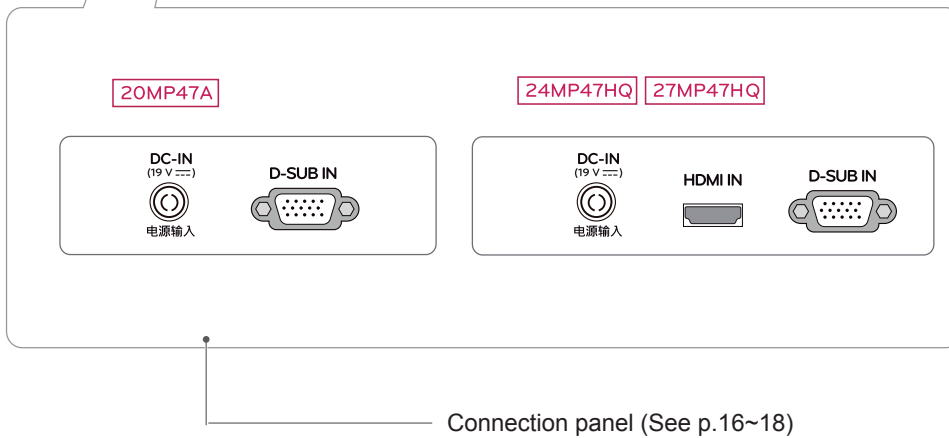 20MP47A
DC-IN
(19 V ⎓)
电源输入
D-SUB IN
24MP47HQ 27MP47HQ
DC-IN
(19 V ⎓)
电源输入
HDMI IN
D-SUB IN
Connection panel (See p.16~18)